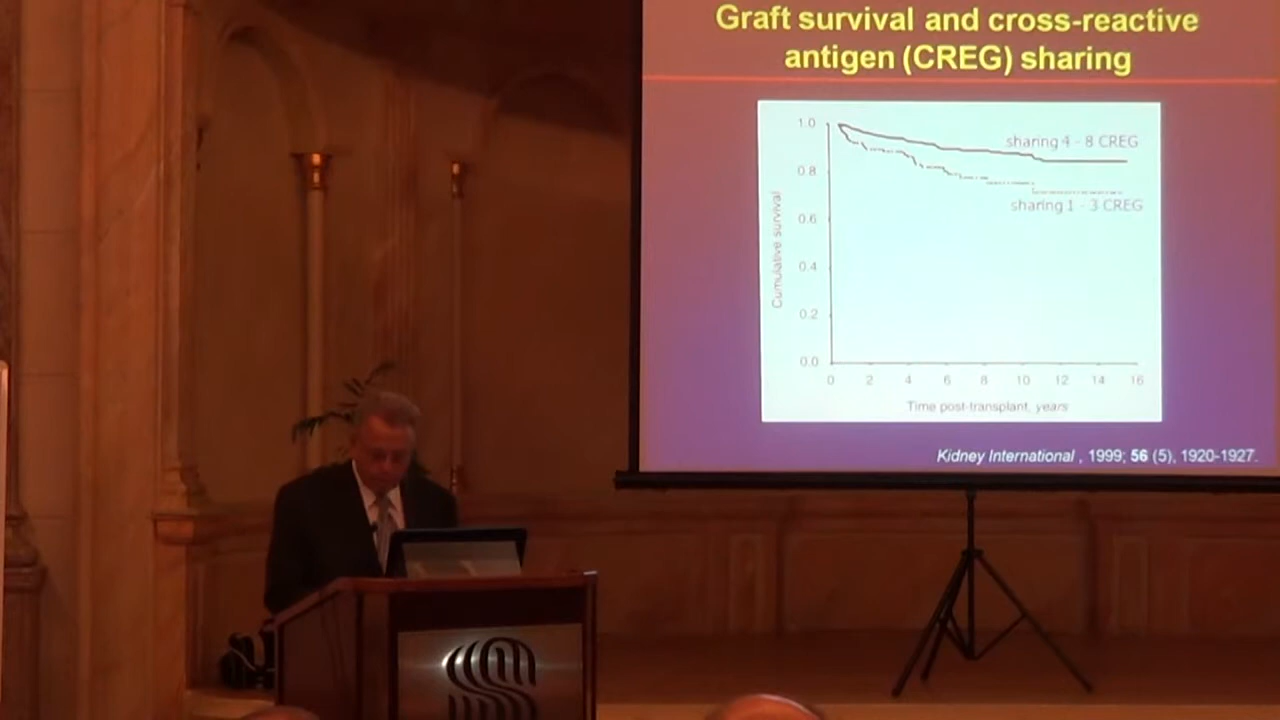 Graft survival and cross-reactive
antigen (CREG) sharing
1.0
0.8
0.6
0.4
0.2
0.0
Cumulative survival
sharing 4 - 8 CREG
sharing 1 - 3 CREG
0 2 4 6 8 10 12 14 16
Time post-transplant, years
Kidney International , 1999; 56 (5), 1920-1927.